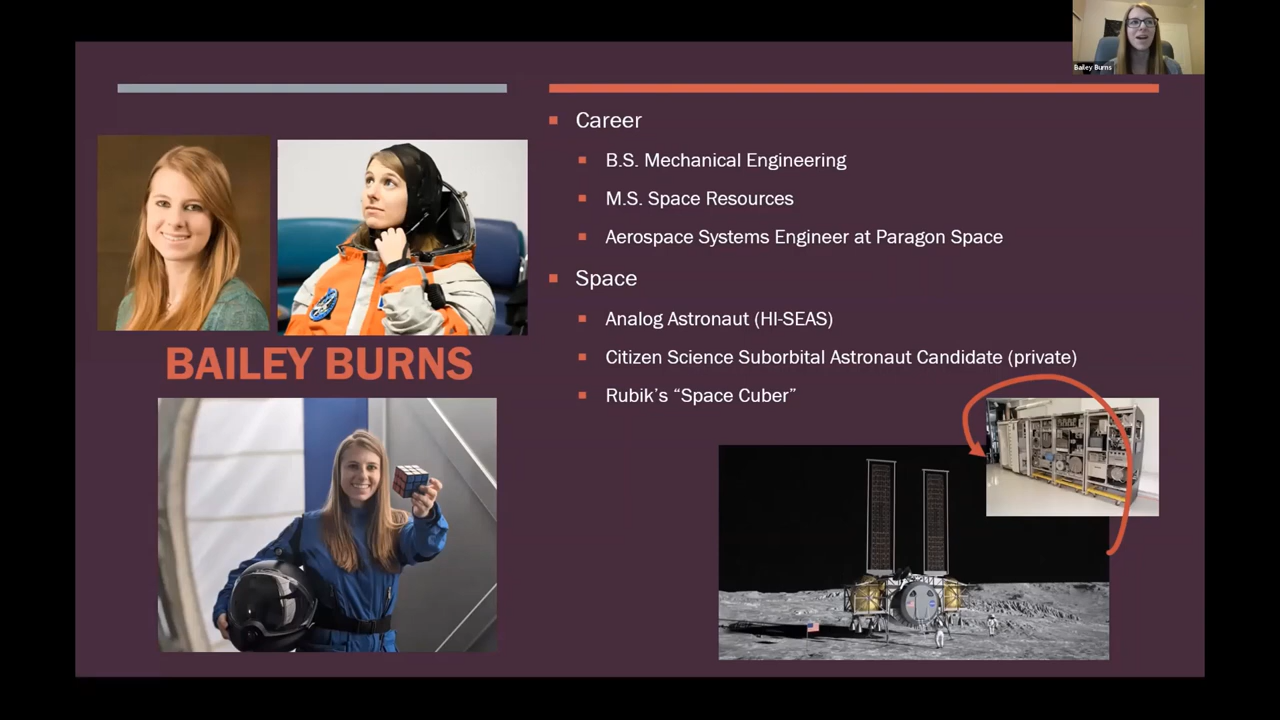 Bailey Burns
Career
B.S. Mechanical Engineering
M.S. Space Resources
Aerospace Systems Engineer at Paragon Space
Space
Analog Astronaut (HI-SEAS)
Citizen Science Suborbital Astronaut Candidate (private)
Rubik's “Space Cuber”
BAILEY BURNS